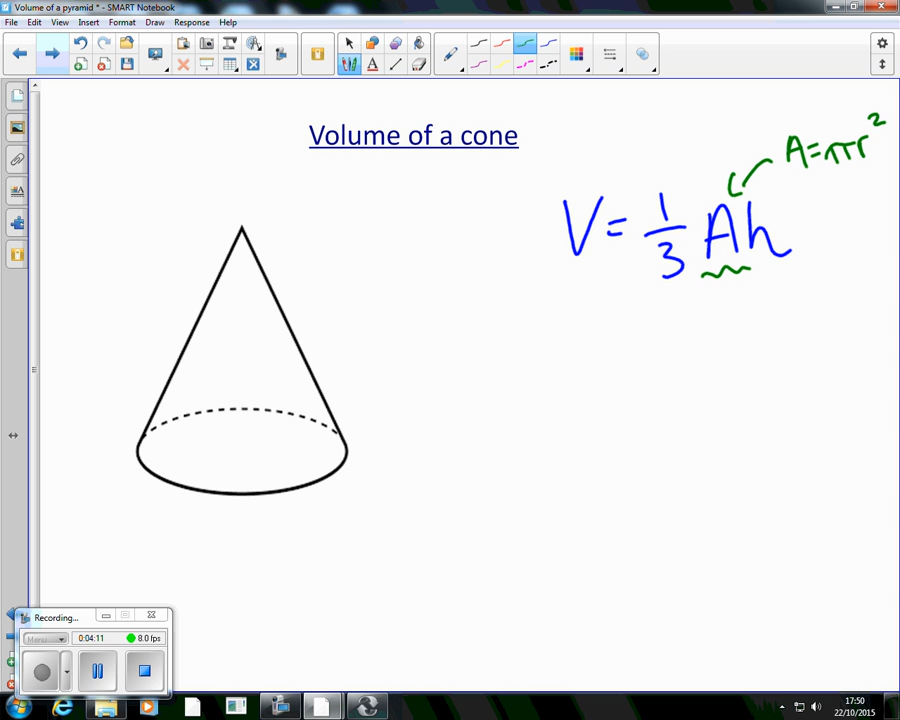 Volume of a pyramid * - SMART Notebook
File Edit View Insert Format Draw Response Help
Volume of a cone
A=πr²
V = 1/3 Ah
Recording...
Menu
0:04:11 8.0 fps
17:50
22/10/2015